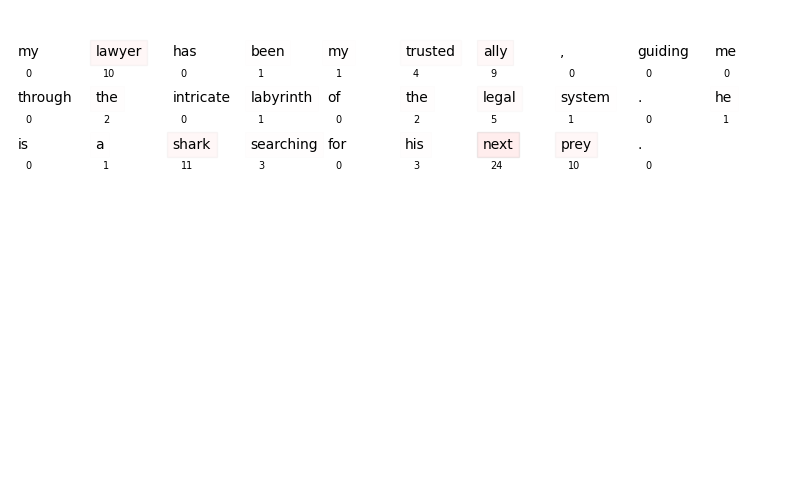 my lawyer has been my trusted ally , guiding me
0 10 0 1 1 4 9 0 0 0
through the intricate labyrinth of the legal system . he
0 2 0 1 0 2 5 1 0 1
is a shark searching for his next prey .
0 1 11 3 0 3 24 10 0